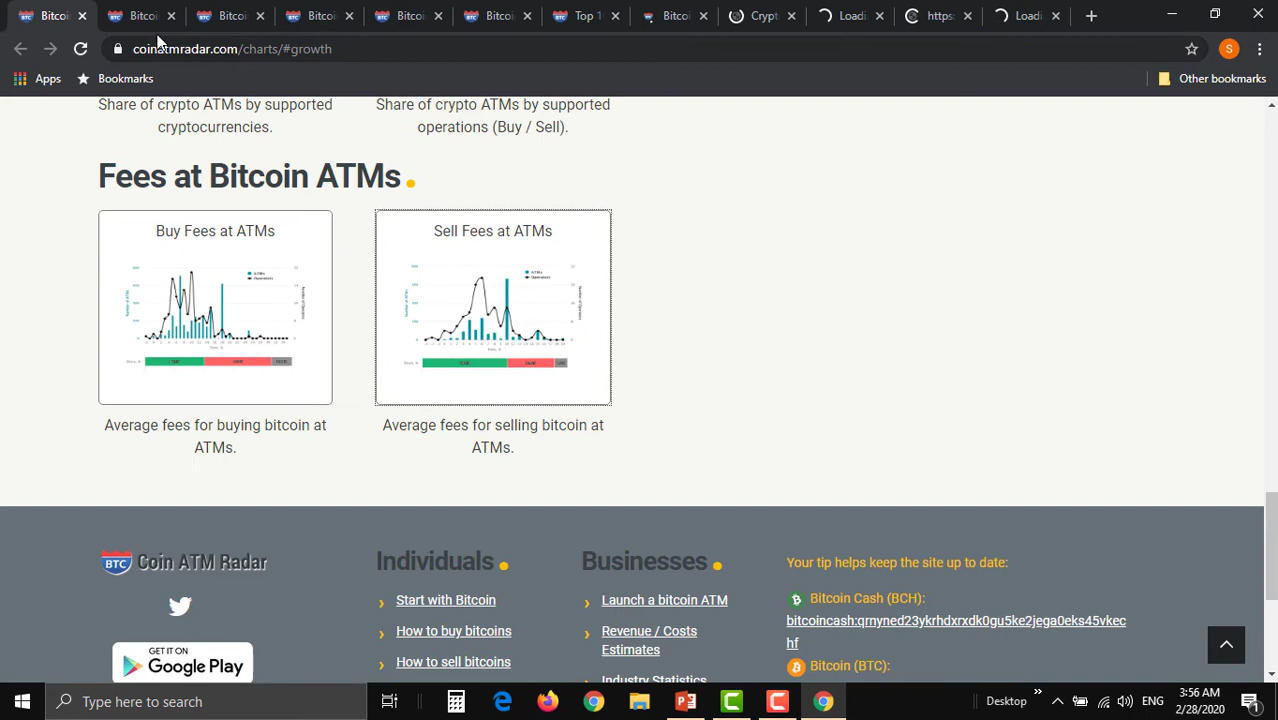 Bitcoi
Bitcoi
Bitcoi
Bitcoi
Bitcoi
Bitcoi
Top 1
Bitcoi
Crypt
Loadi
https:
Loadi
coinatmradar.com/charts/#growth
S
Apps
Bookmarks
Other bookmarks
Share of crypto ATMs by supported
cryptocurrencies.
Share of crypto ATMs by supported
operations (Buy / Sell).
Fees at Bitcoin ATMs
Buy Fees at ATMs
Sell Fees at ATMs
Average fees for buying bitcoin at
ATMs.
Average fees for selling bitcoin at
ATMs.
BTC Coin ATM Radar
GET IT ON
Google Play
Individuals
Start with Bitcoin
How to buy bitcoins
How to sell bitcoins
Businesses
Launch a bitcoin ATM
Revenue / Costs
Estimates
Industry Statistics
Your tip helps keep the site up to date:
Bitcoin Cash (BCH):
bitcoincash:qrnyned23ykrhdxrxdk0gu5ke2jega0eks45vkec
hf
Bitcoin (BTC):
Type here to search
Desktop
ENG
3:56 AM
2/28/2020